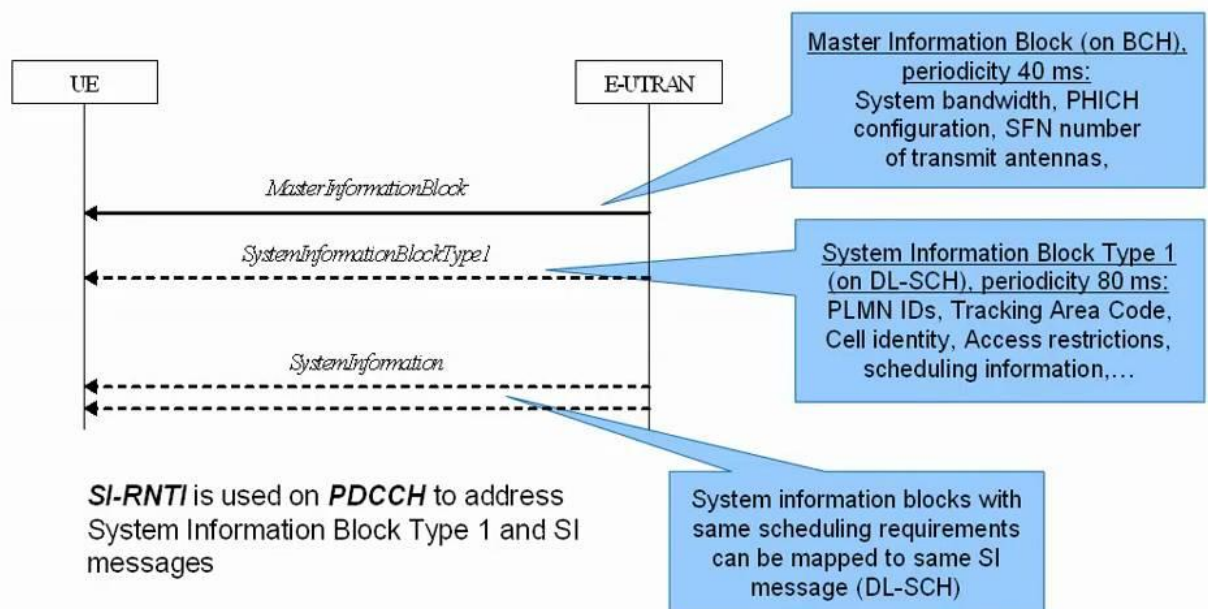 Master Information Block (on BCH),
periodicity 40 ms:
System bandwidth, PHICH
configuration, SFN number
of transmit antennas,
UE
E-UTRAN
MasterInformationBlock
SystemInformationBlockType1
System Information Block Type 1
(on DL-SCH), periodicity 80 ms:
PLMN IDs, Tracking Area Code,
Cell identity, Access restrictions,
scheduling information,…
SystemInformation
SI-RNTI is used on PDCCH to address
System Information Block Type 1 and SI
messages
System information blocks with
same scheduling requirements
can be mapped to same SI
message (DL-SCH)